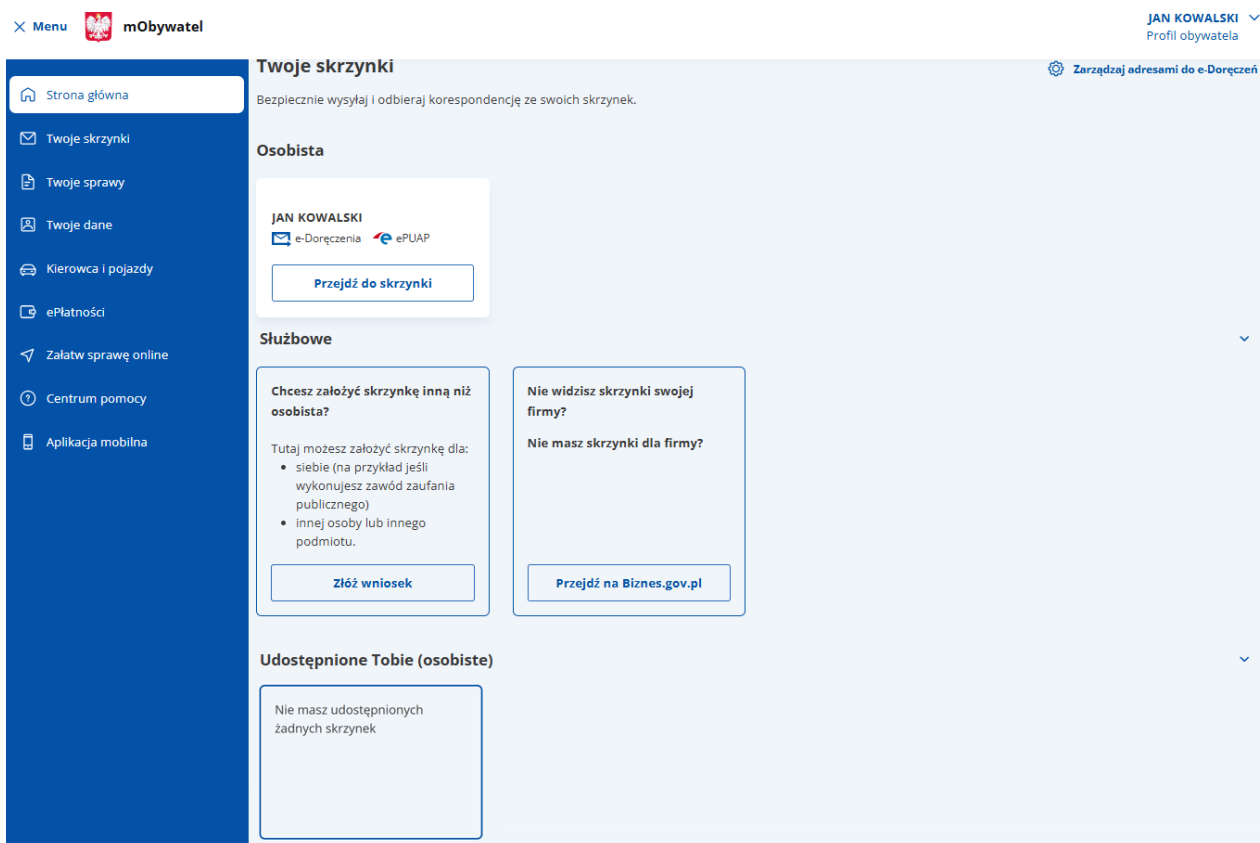 Menu
mObywatel
JAN KOWALSKI
Profil obywatela
Strona główna
Twoje skrzynki
Twoje sprawy
Twoje dane
Kierowca i pojazdy
ePłatności
Załatw sprawę online
Centrum pomocy
Aplikacja mobilna
Twoje skrzynki
Zarządzaj adresami do e-Doręczeń
Bezpiecznie wysyłaj i odbieraj korespondencję ze swoich skrzynek.
Osobista
JAN KOWALSKI
e-Doręczenia ePUAP
Przejdź do skrzynki
Służbowe
Chcesz założyć skrzynkę inną niż
osobista?
Tutaj możesz założyć skrzynkę dla:
• siebie (na przykład jeśli
wykonujesz zawód zaufania
publicznego)
• innej osoby lub innego
podmiotu.
Złóż wniosek
Nie widzisz skrzynki swojej
firmy?
Nie masz skrzynki dla firmy?
Przejdź na Biznes.gov.pl
Udostępnione Tobie (osobiste)
Nie masz udostępnionych
żadnych skrzynek